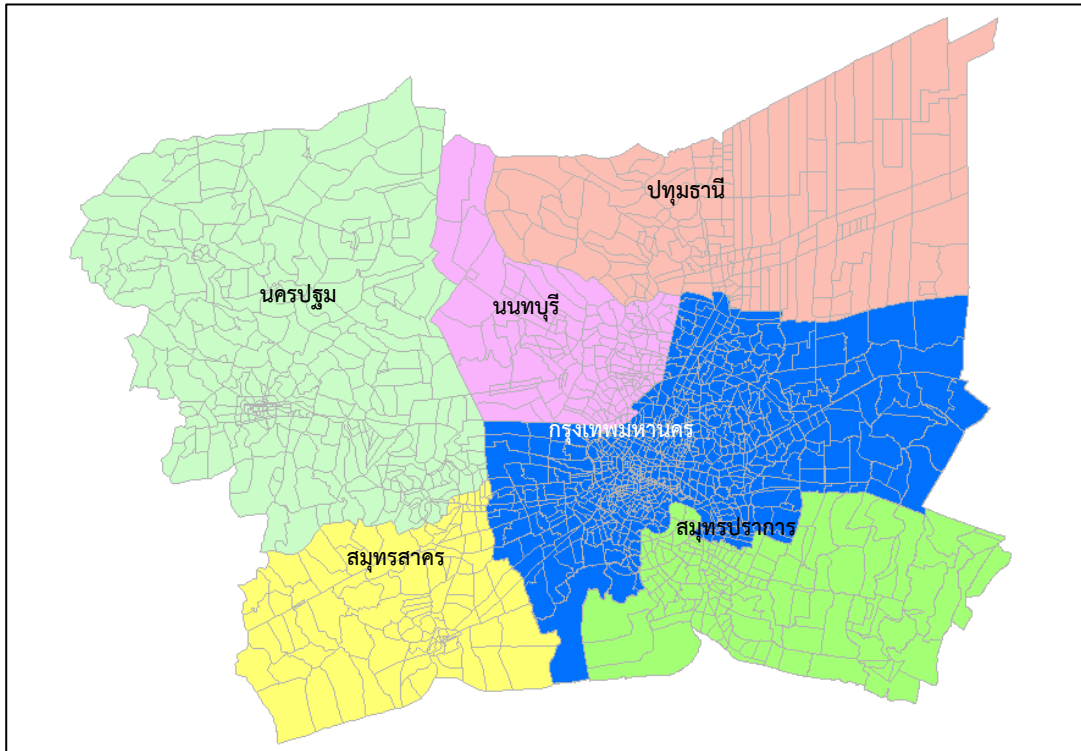 ปทุมธานี
นครปฐม
นนทบุรี
กรุงเทพมหานคร
สมุทรปราการ
สมุทรสาคร